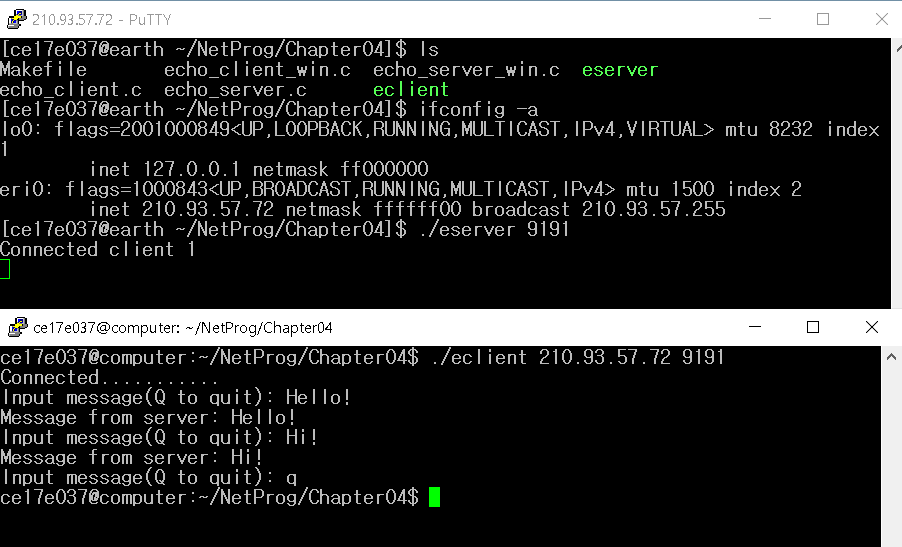 210.93.57.72 - PuTTY
[ce17e037@earth ~/NetProg/Chapter04]$ ls
Makefile echo_client_win.c echo_server_win.c eserver
echo_client.c echo_server.c eclient
[ce17e037@earth ~/NetProg/Chapter04]$ ifconfig -a
lo0: flags=2001000849<UP,LOOPBACK,RUNNING,MULTICAST,IPv4,VIRTUAL> mtu 8232 index
1
inet 127.0.0.1 netmask ff000000
eri0: flags=1000843<UP,BROADCAST,RUNNING,MULTICAST,IPv4> mtu 1500 index 2
inet 210.93.57.72 netmask ffffff00 broadcast 210.93.57.255
[ce17e037@earth ~/NetProg/Chapter04]$ ./eserver 9191
Connected client 1
ce17e037@computer: ~/NetProg/Chapter04
ce17e037@computer:~/NetProg/Chapter04$ ./eclient 210.93.57.72 9191
Connected...........
Input message(Q to quit): Hello!
Message from server: Hello!
Input message(Q to quit): Hi!
Message from server: Hi!
Input message(Q to quit): q
ce17e037@computer:~/NetProg/Chapter04$